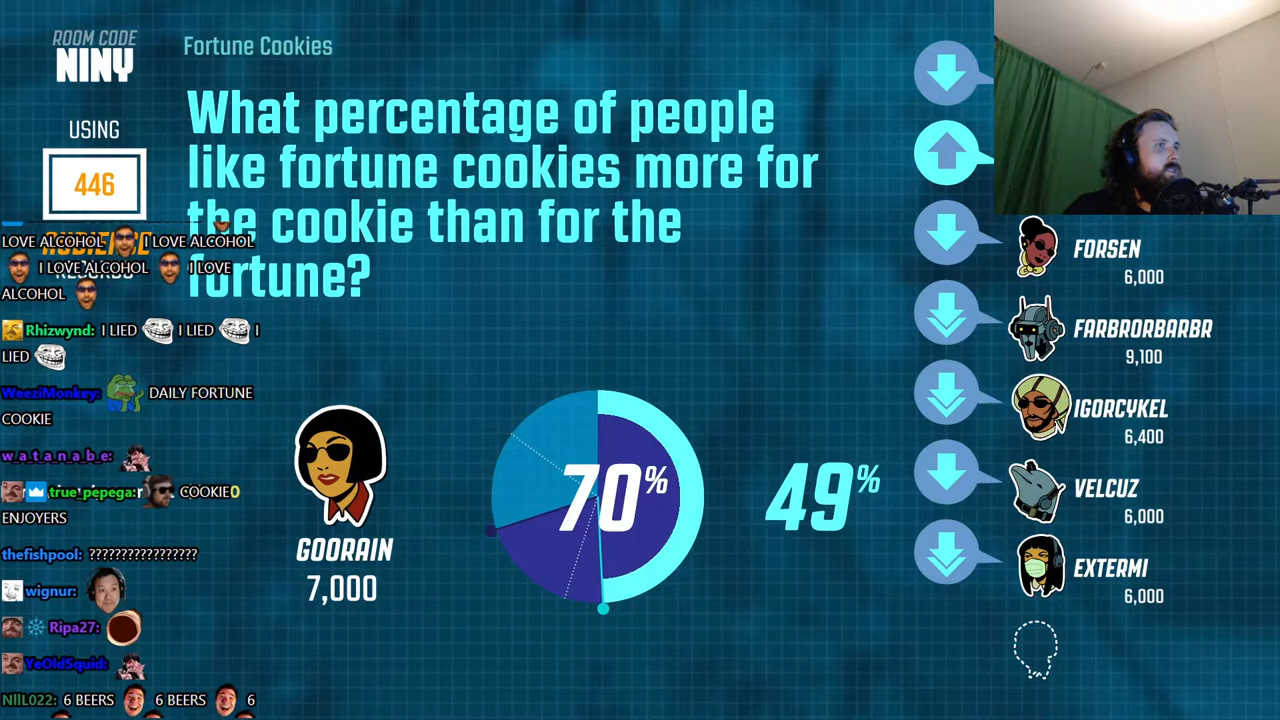 ROOM CODE
NINY
Fortune Cookies
What percentage of people
like fortune cookies more for
the cookie than for the
fortune?
USING
446
LOVE ALCOHOL I LOVE ALCOHOL
I LOVE ALCOHOL I LOVE
ALCOHOL
Rhizwynd: I LIED I LIED I
LIED
WeeziMonkey: DAILY FORTUNE
COOKIE
w_a_t_a_n_a_b_e:
true_pepega: COOKIE
ENJOYERS
thefishpool: ?????????????????
wignur:
Ripa27:
YeOldSquid:
NllL022: 6 BEERS 6 BEERS 6
GOORAIN
7,000
70%
49%
FORSEN
6,000
FARBRORBARBR
9,100
IGORCYKEL
6,400
VELCUZ
6,000
EXTERMI
6,000